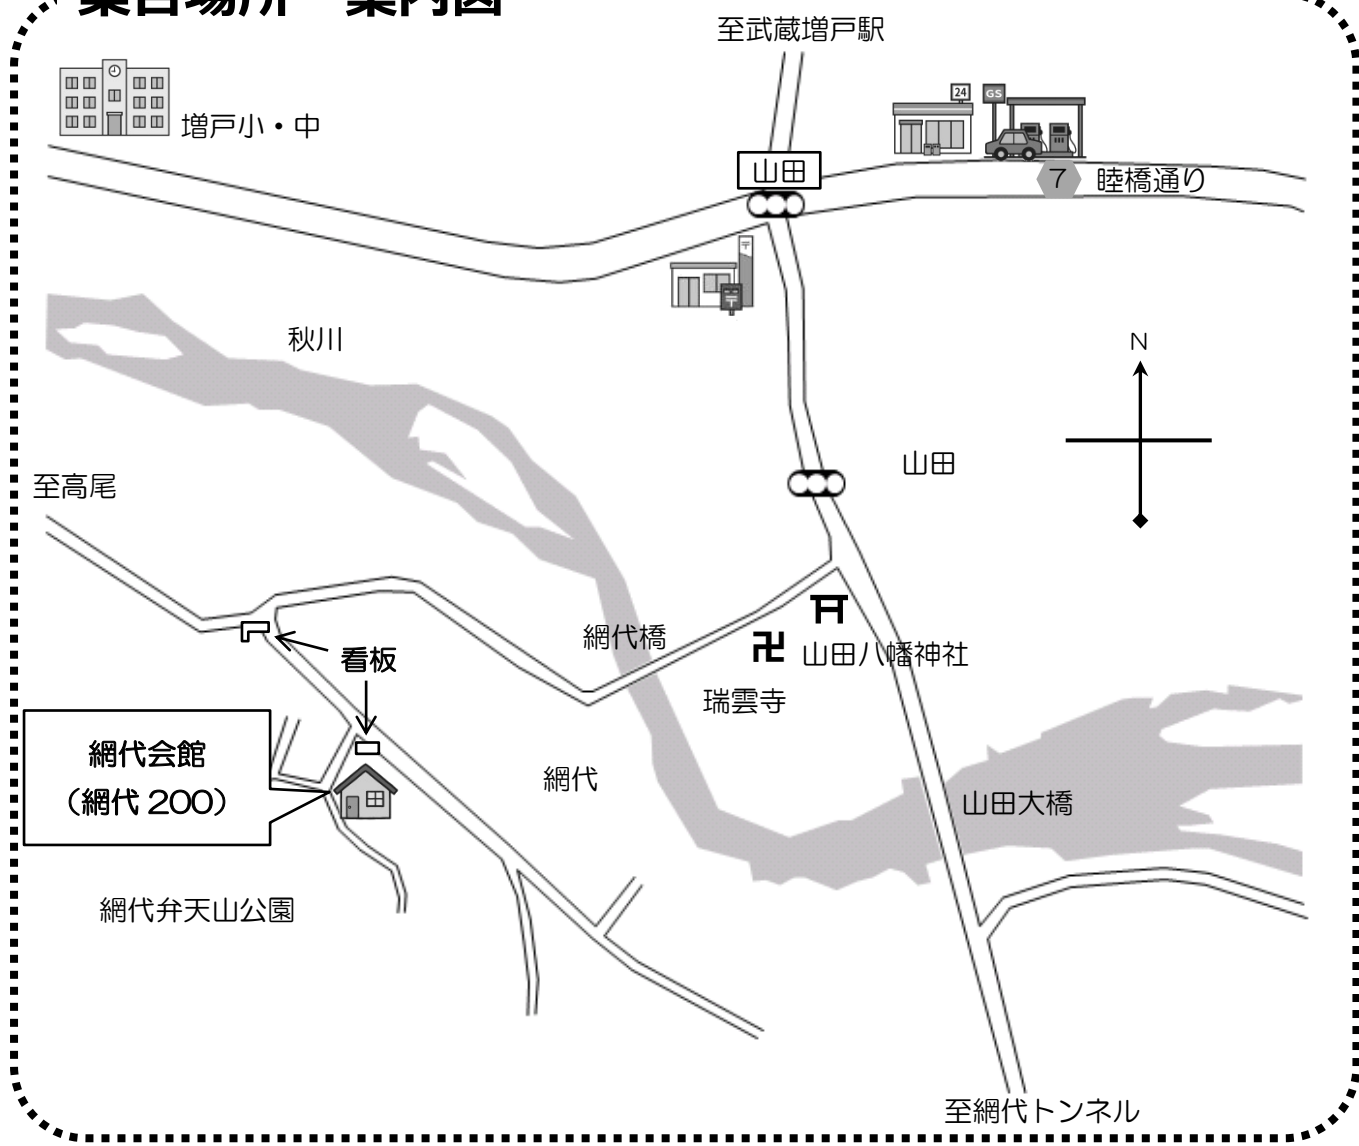 集合場所 案内図
至武蔵増戸駅
24
GS
増戸小・中
山田
7
睦橋通り
〒
〒
秋川
N
山田
至高尾
網代橋
看板
山田八幡神社
瑞雲寺
網代会館
（網代 200）
網代
山田大橋
網代弁天山公園
至網代トンネル